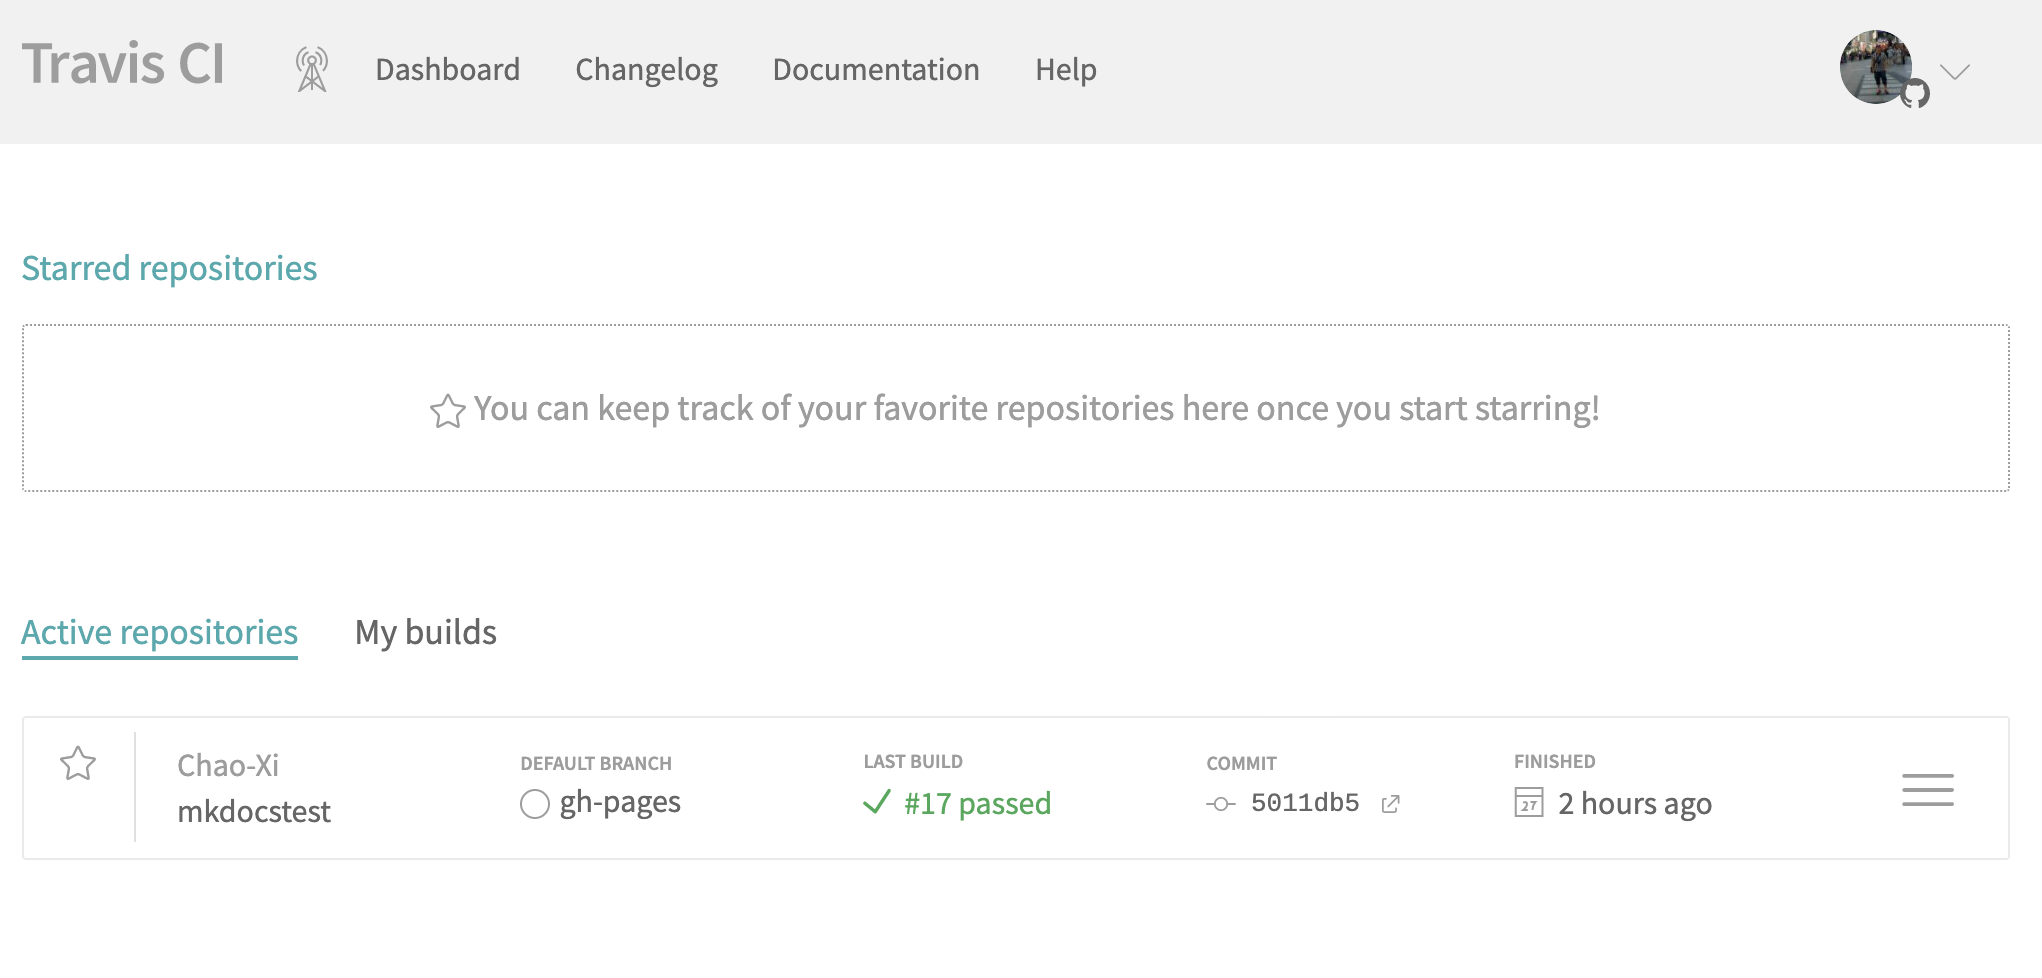 Travis CI
Dashboard
Changelog
Documentation
Help
Starred repositories
You can keep track of your favorite repositories here once you start starring!
Active repositories
My builds
Chao-Xi
mkdocstest
DEFAULT BRANCH
gh-pages
LAST BUILD
#17 passed
COMMIT
5011db5
FINISHED
27
2 hours ago